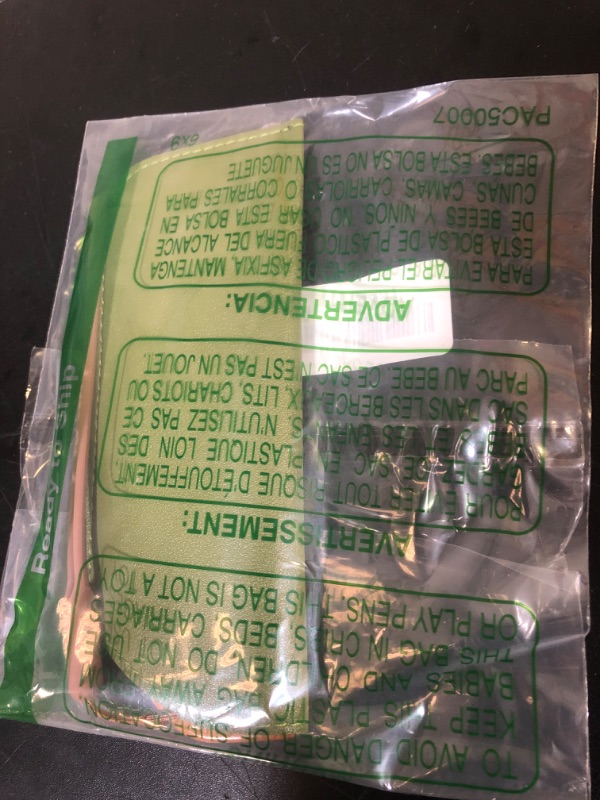 TO AVOID DANGER OF SUFFOCATION,
KEEP THIS PLASTIC BAG AWAY FROM
BABIES AND CHILDREN. DO NOT USE
THIS BAG IN CRIBS, BEDS, CARRIAGES
OR PLAY PENS. THIS BAG IS NOT A TOY
AVERTISSEMENT:
POUR ÉVITER TOUT RISQUE D'ÉTOUFFEMENT,
GARDEZ CE SAC EN PLASTIQUE LOIN DES
BÉBÉS ET LES ENFANTS. N'UTILISEZ PAS CE
SAC DANS LES BERCEAUX, LITS, CHARIOTS OU
PARC AU BEBE. CE SAC N'EST PAS UN JOUET.
ADVERTENCIA:
PARA EVITAR EL PELIGRO DE ASFIXIA, MANTENGA
ESTA BOLSA DE PLASTICO FUERA DEL ALCANCE
DE BEBES Y NINOS. NO USAR ESTA BOLSA EN
CUNAS, CAMAS, CARRIOLAS O CORRALES PARA
BEBES. ESTA BOLSA NO ES UN JUGUETE
PAC50007
6x9
Ready to Ship